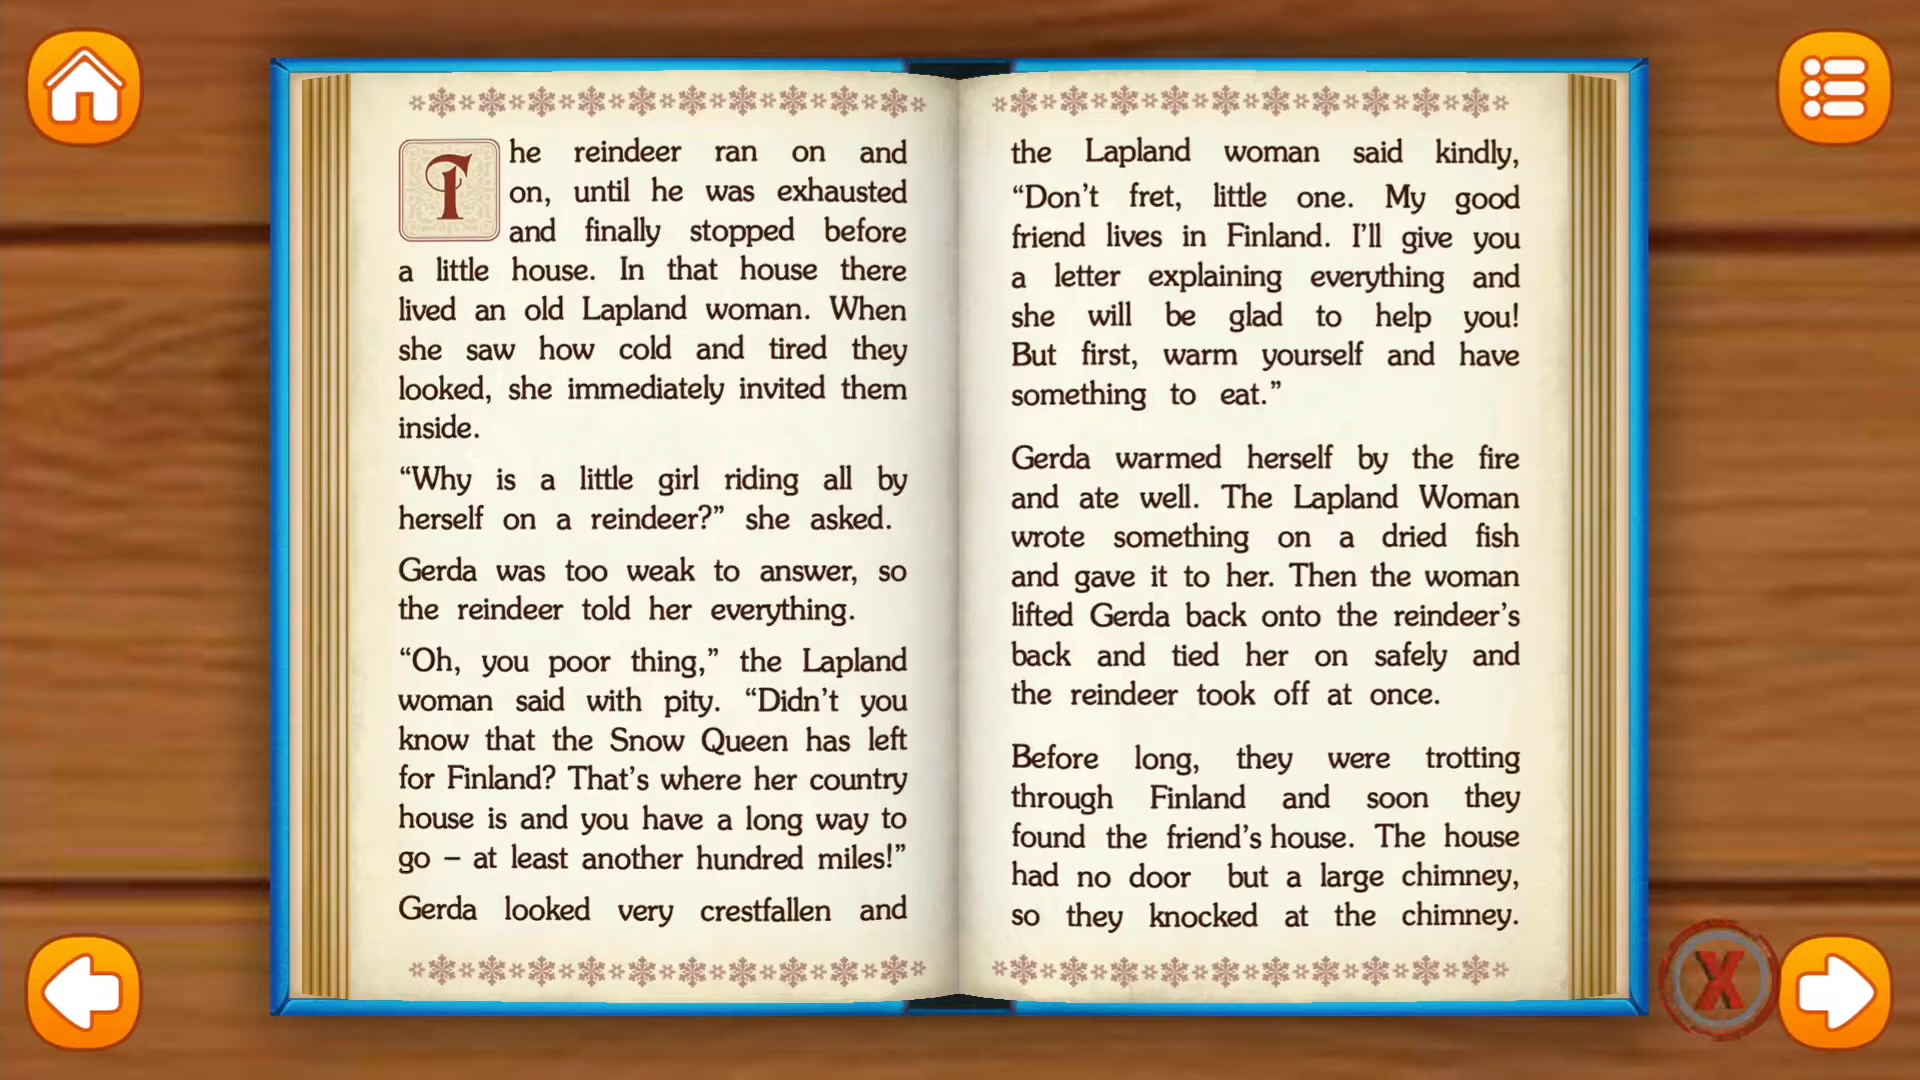 The reindeer ran on and
on, until he was exhausted
and finally stopped before
a little house. In that house there
lived an old Lapland woman. When
she saw how cold and tired they
looked, she immediately invited them
inside.
“Why is a little girl riding all by
herself on a reindeer?” she asked.
Gerda was too weak to answer, so
the reindeer told her everything.
“Oh, you poor thing,” the Lapland
woman said with pity. “Didn’t you
know that the Snow Queen has left
for Finland? That’s where her country
house is and you have a long way to
go – at least another hundred miles!”
Gerda looked very crestfallen and
the Lapland woman said kindly,
“Don’t fret, little one. My good
friend lives in Finland. I’ll give you
a letter explaining everything and
she will be glad to help you!
But first, warm yourself and have
something to eat.”
Gerda warmed herself by the fire
and ate well. The Lapland Woman
wrote something on a dried fish
and gave it to her. Then the woman
lifted Gerda back onto the reindeer’s
back and tied her on safely and
the reindeer took off at once.
Before long, they were trotting
through Finland and soon they
found the friend’s house. The house
had no door but a large chimney,
so they knocked at the chimney.
X